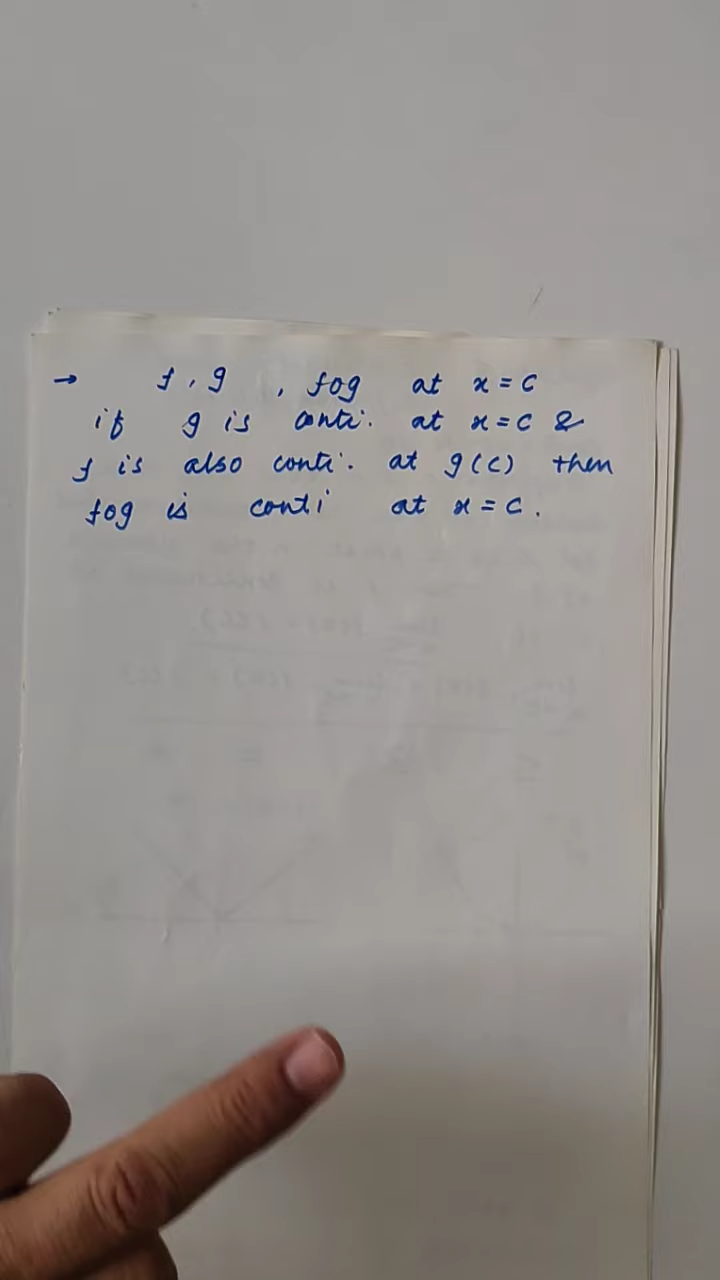 → f, g , fog at x = c
if g is conti. at x = c &
f is also conti. at g(c) then
fog is conti at x = c.